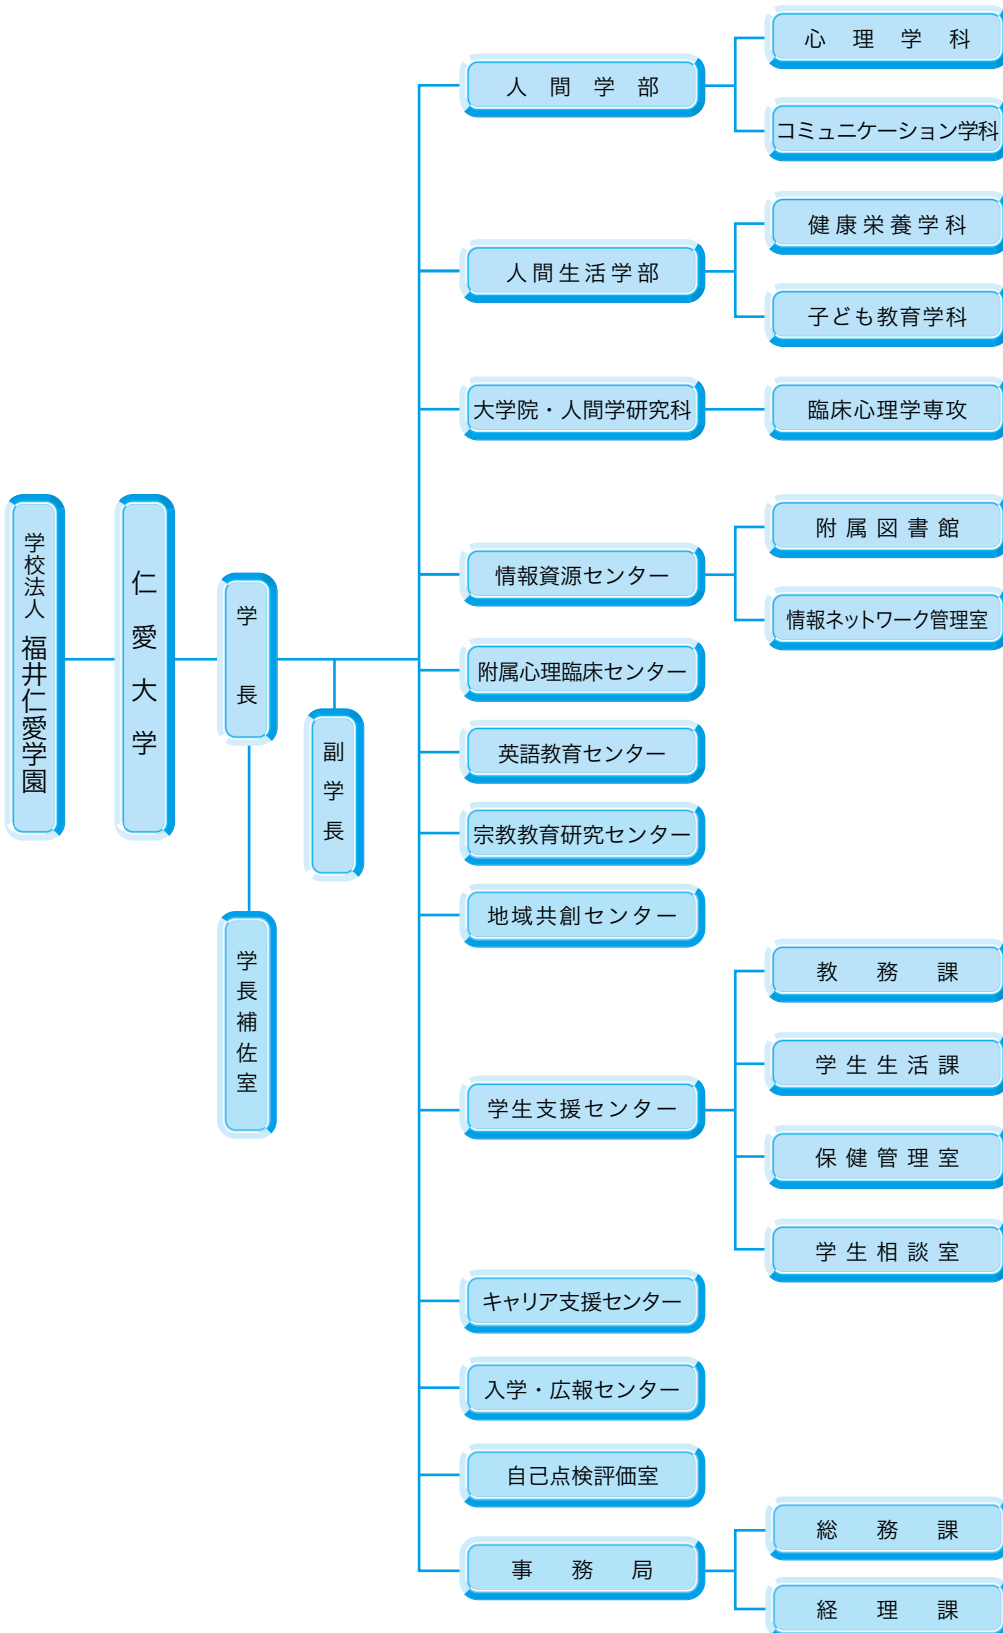 学校法人 福井仁愛学園
仁愛大学
学長
副学長
学長補佐室
人間学部
心理学科
コミュニケーション学科
人間生活学部
健康栄養学科
子ども教育学科
大学院・人間学研究科
臨床心理学専攻
情報資源センター
附属図書館
情報ネットワーク管理室
附属心理臨床センター
英語教育センター
宗教教育研究センター
地域共創センター
学生支援センター
教務課
学生生活課
保健管理室
学生相談室
キャリア支援センター
入学・広報センター
自己点検評価室
事務局
総務課
経理課